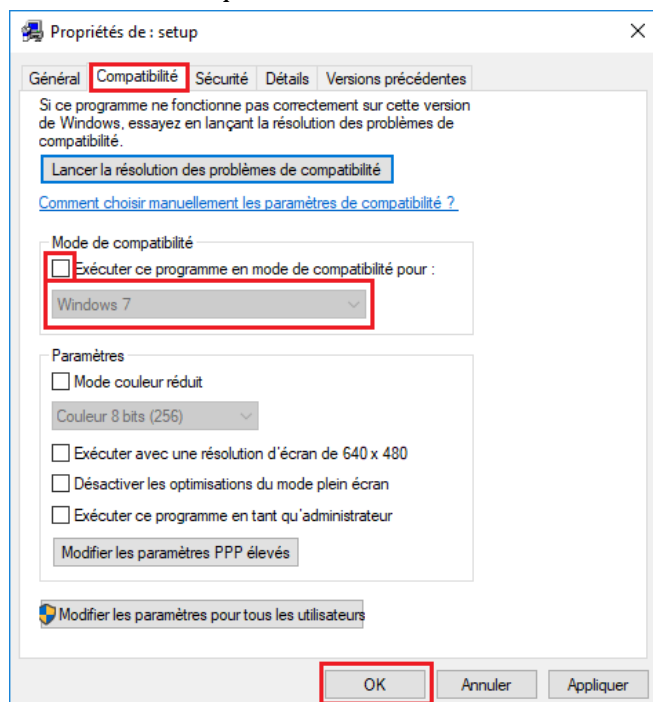 Propriétés de : setup
Général Compatibilité Sécurité Détails Versions précédentes
Si ce programme ne fonctionne pas correctement sur cette version
de Windows, essayez en lançant la résolution des problèmes de
compatibilité.
Lancer la résolution des problèmes de compatibilité
Comment choisir manuellement les paramètres de compatibilité ?
Mode de compatibilité
Exécuter ce programme en mode de compatibilité pour :
Windows 7
Paramètres
Mode couleur réduit
Couleur 8 bits (256)
Exécuter avec une résolution d'écran de 640 x 480
Désactiver les optimisations du mode plein écran
Exécuter ce programme en tant qu'administrateur
Modifier les paramètres PPP élevés
Modifier les paramètres pour tous les utilisateurs
OK Annuler Appliquer